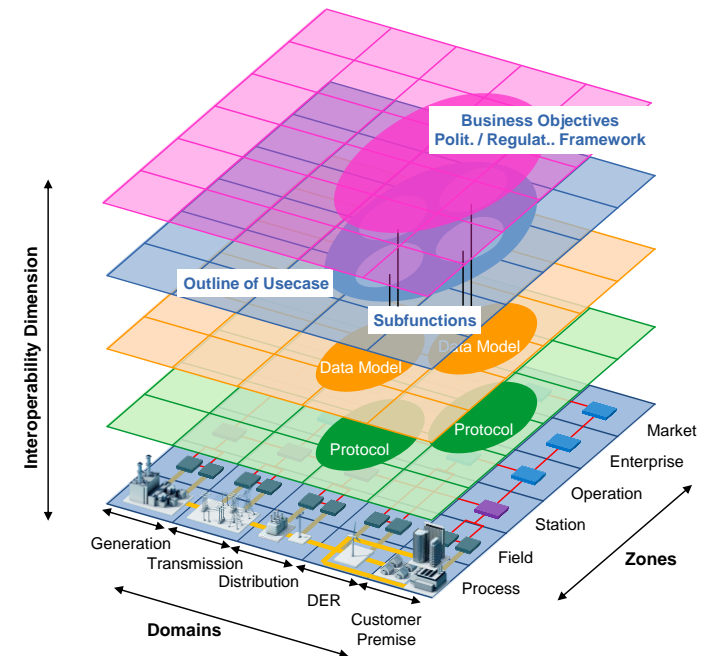 Business Objectives
Polit. / Regulat.. Framework
Interoperability Dimension
Outline of Usecase
Subfunctions
Data Model
Data Model
Protocol
Protocol
Market
Enterprise
Operation
Station
Field
Process
Zones
Generation
Transmission
Distribution
DER
Customer
Premise
Domains